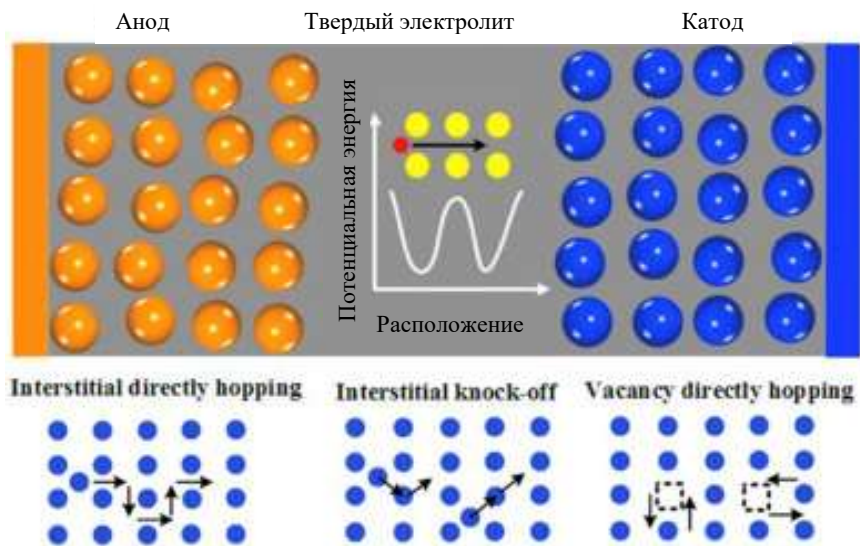 Анод
Твердый электролит
Катод
Потенциальная энергия
Расположение
Interstitial directly hopping
Interstitial knock-off
Vacancy directly hopping